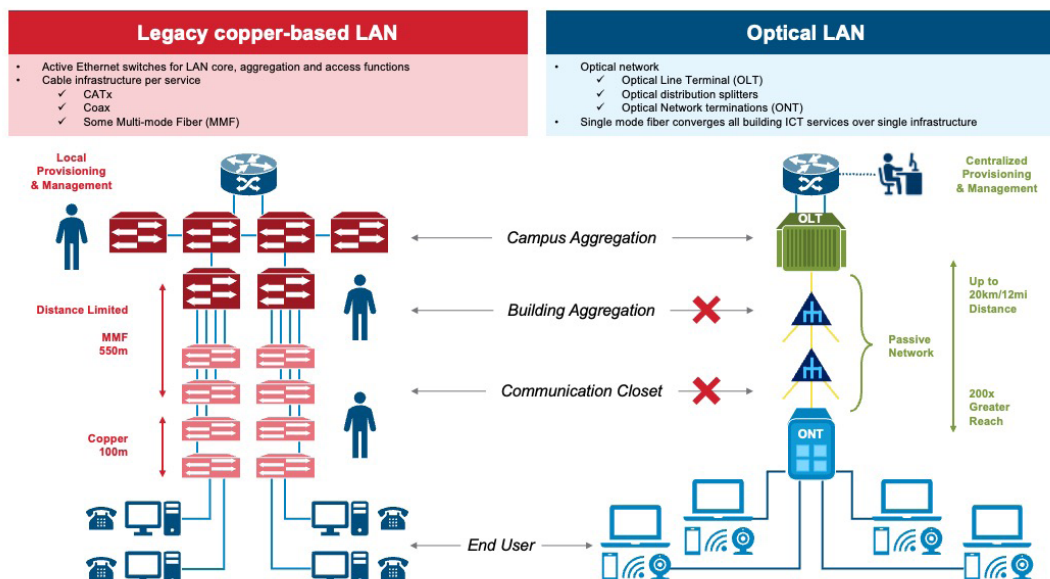 Legacy copper-based LAN
• Active Ethernet switches for LAN core, aggregation and access functions
• Cable infrastructure per service
✓ CATx
✓ Coax
✓ Some Multi-mode Fiber (MMF)
Optical LAN
• Optical network
✓ Optical Line Terminal (OLT)
✓ Optical distribution splitters
✓ Optical Network terminations (ONT)
• Single mode fiber converges all building ICT services over single infrastructure
Local
Provisioning
& Management
Centralized
Provisioning
& Management
OLT
Campus Aggregation
Distance Limited
MMF
550m
Building Aggregation
Up to
20km/12mi
Distance
Passive
Network
Communication Closet
200x
Greater
Reach
Copper
100m
ONT
End User